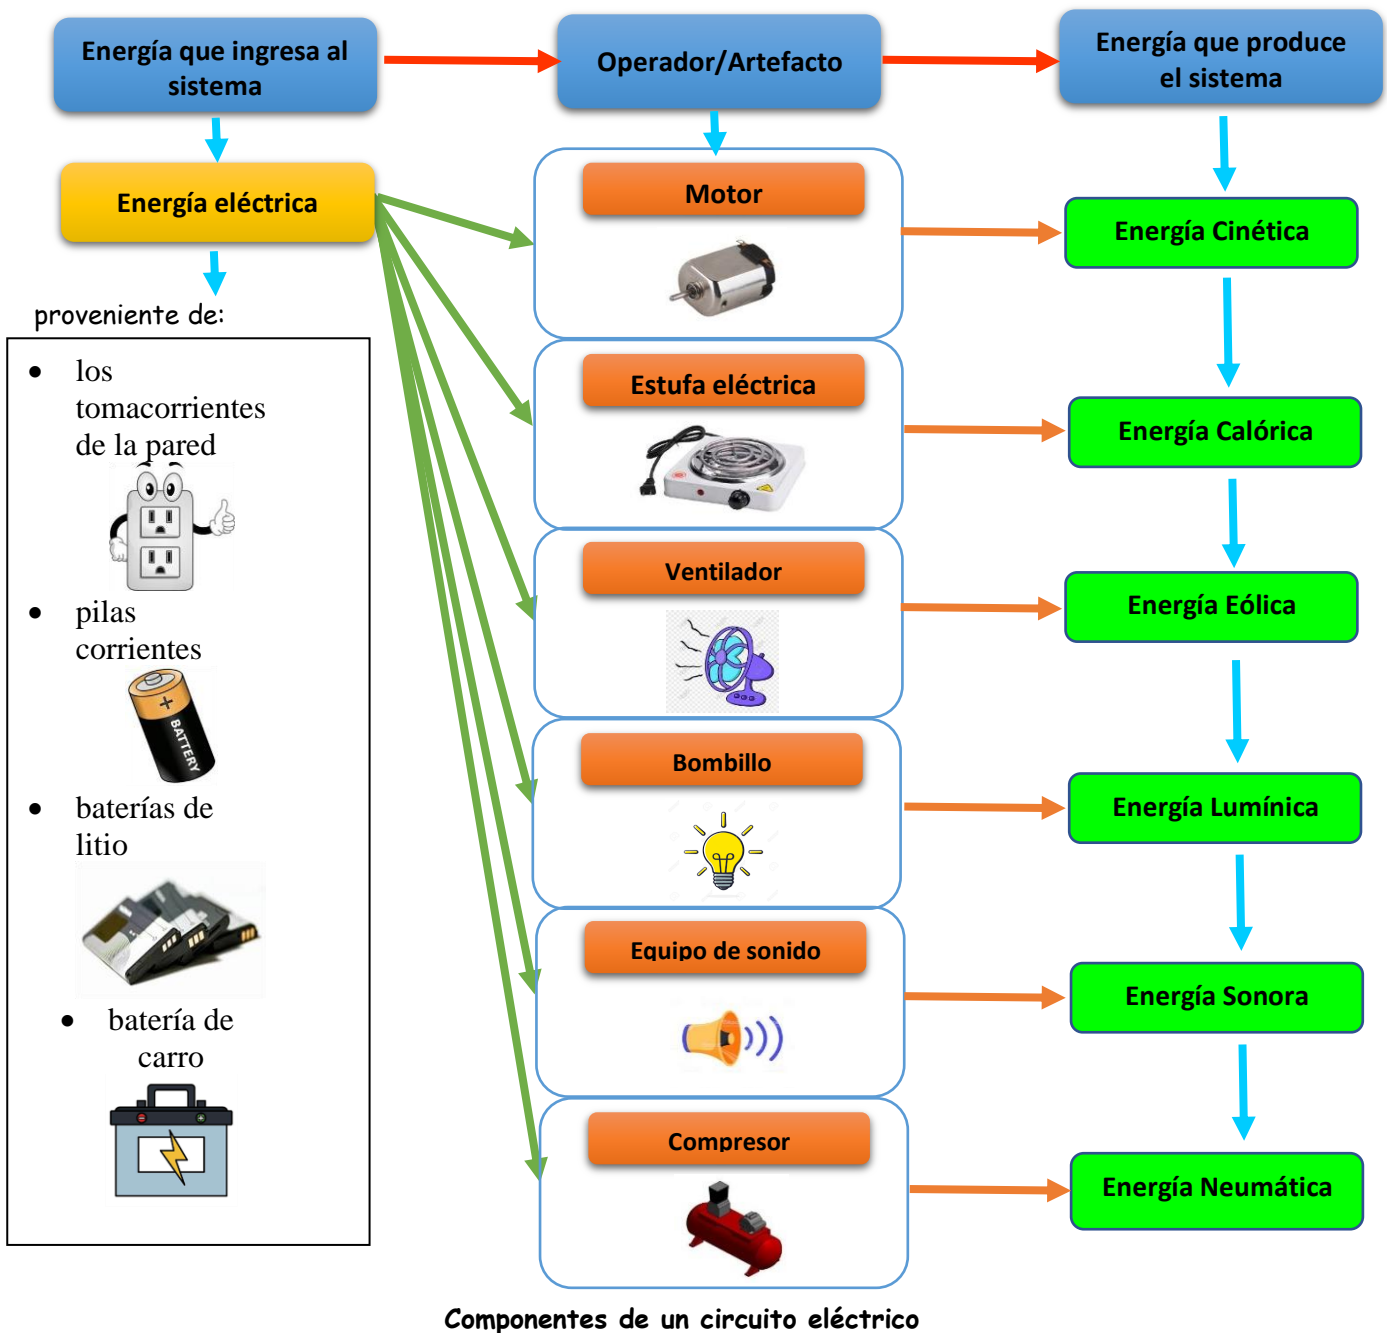 Energía que ingresa al
sistema
Operador/Artefacto
Energía que produce
el sistema
Energía eléctrica
proveniente de:
• los
tomacorrientes
de la pared
• pilas
corrientes
BATTERY
• baterías de
litio
• batería de
carro
Motor
Estufa eléctrica
Ventilador
Bombillo
Equipo de sonido
Compresor
Energía Cinética
Energía Calórica
Energía Eólica
Energía Lumínica
Energía Sonora
Energía Neumática
Componentes de un circuito eléctrico